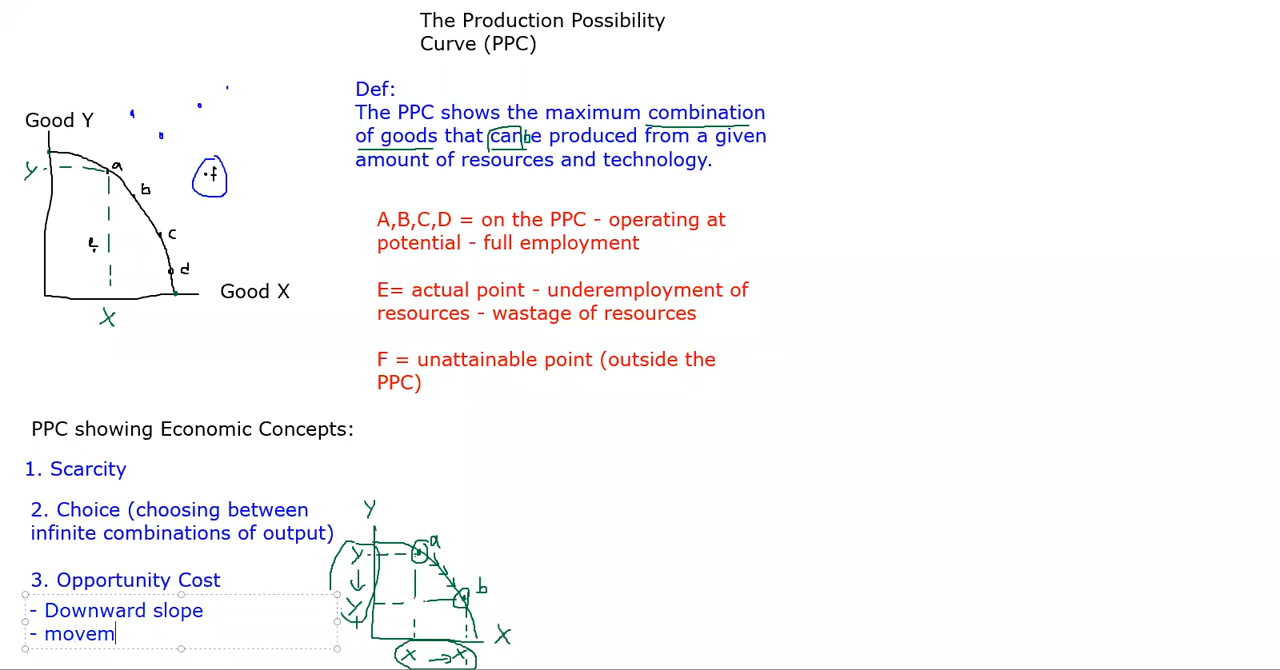 The Production Possibility
Curve (PPC)
Def:
The PPC shows the maximum combination
of goods that can be produced from a given
amount of resources and technology.
Good Y
y
a
b
.f
c
d
Good X
X
A,B,C,D = on the PPC - operating at
potential - full employment
E= actual point - underemployment of
resources - wastage of resources
F = unattainable point (outside the
PPC)
PPC showing Economic Concepts:
1. Scarcity
2. Choice (choosing between
infinite combinations of output)
3. Opportunity Cost
- Downward slope
- movem
Y
a
y
b
X
x → x₁